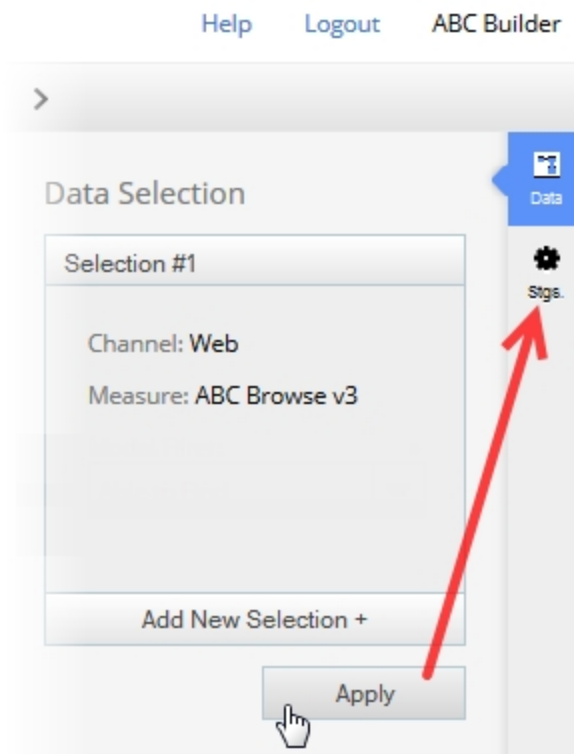 Help Logout ABC Builder
Data Selection
Data
Selection #1
Stgs.
Channel: Web
Measure: ABC Browse v3
Add New Selection +
Apply